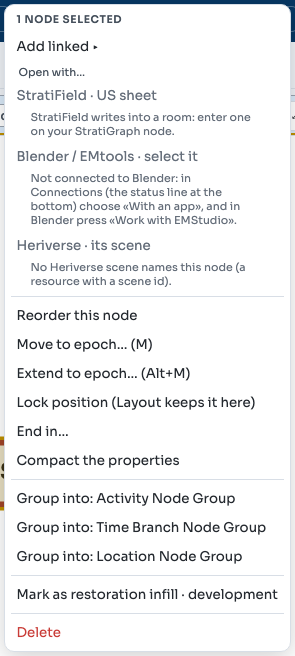 1 NODE SELECTED
Add linked ▸
Open with...
StratiField · US sheet
StratiField writes into a room: enter one
on your StratiGraph node.
Blender / EMtools · select it
Not connected to Blender: in
Connections (the status line at the
bottom) choose «With an app», and in
Blender press «Work with EMStudio».
Heriverse · its scene
No Heriverse scene names this node (a
resource with a scene id).
Reorder this node
Move to epoch... (M)
Extend to epoch... (Alt+M)
Lock position (Layout keeps it here)
End in...
Compact the properties
Group into: Activity Node Group
Group into: Time Branch Node Group
Group into: Location Node Group
Mark as restoration infill · development
Delete